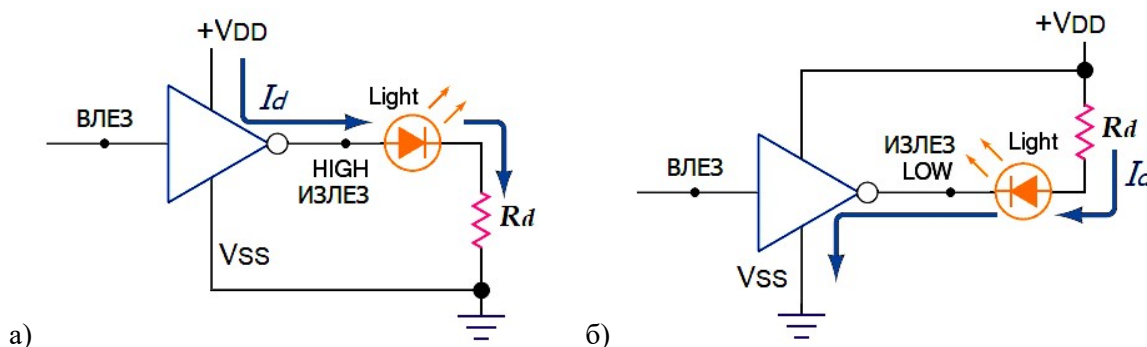 +VDD
Id
Light
ВЛЕЗ
HIGH
ИЗЛЕЗ
Rd
VSS
а)
+VDD
Rd
ИЗЛЕЗ
LOW
Light
ВЛЕЗ
Id
VSS
б)